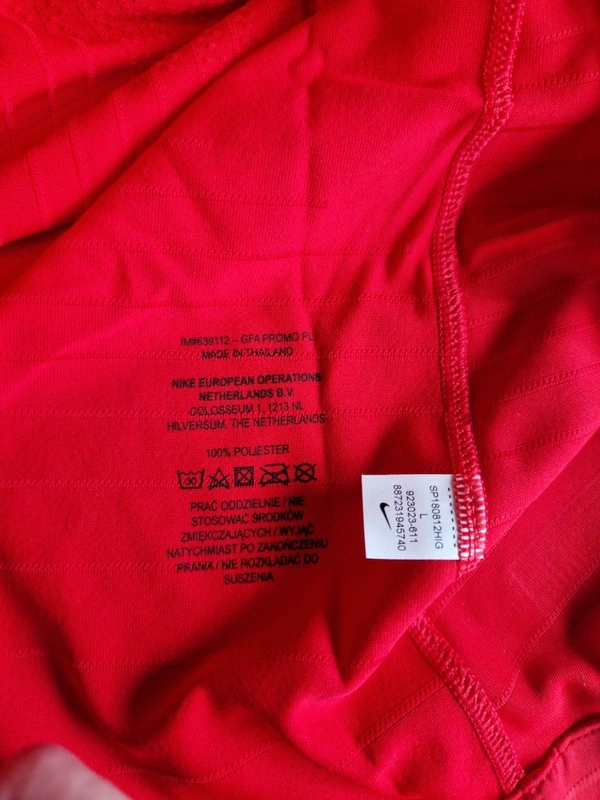 IM#639112 – GFA PROMO PL
MADE IN THAILAND
NIKE EUROPEAN OPERATIONS
NETHERLANDS B.V.
COLOSSEUM 1, 1213 NL
HILVERSUM, THE NETHERLANDS
100% POLIESTER
30
PRAĆ ODDZIELNIE / NIE
STOSOWAĆ ŚRODKÓW
ZMIĘKCZAJĄCYCH / WYJĄĆ
NATYCHMIAST PO ZAKOŃCZENIU
PRANIA / NIE ROZKŁADAĆ DO
SUSZENIA
SP180812HIG
L
923023-611
887231945740